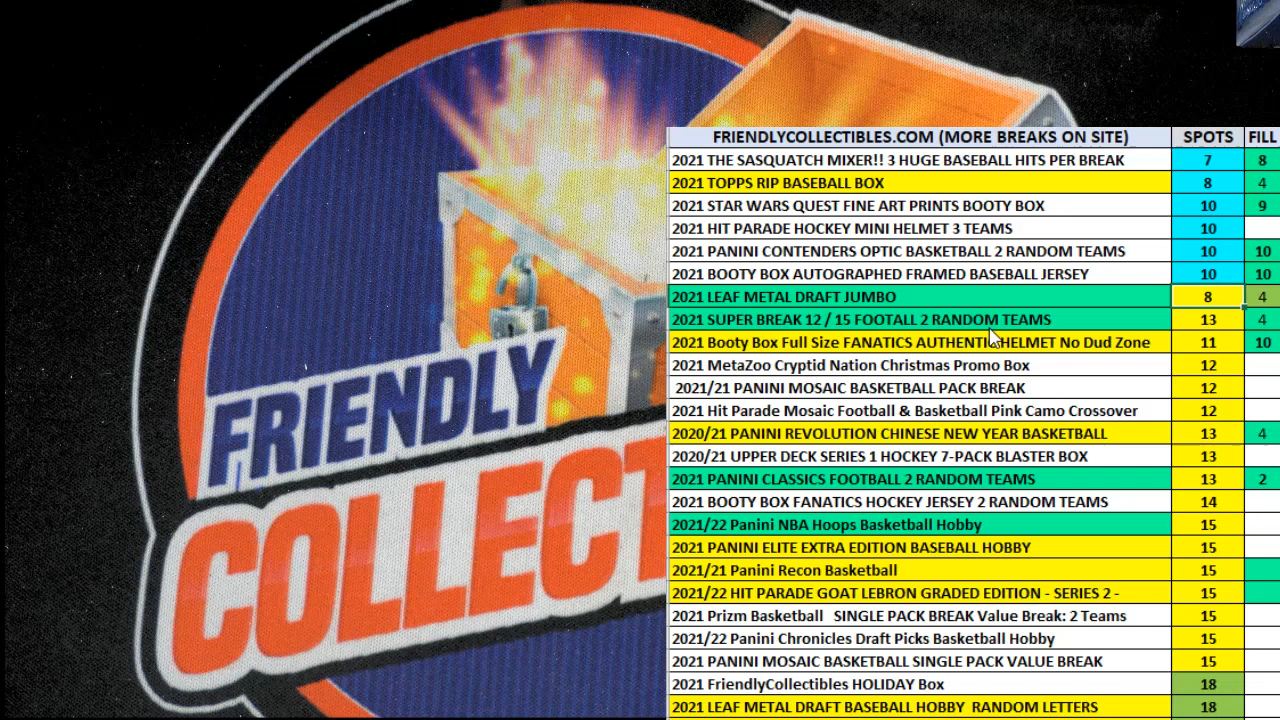 FRIENDLY
FRIENDLYCOLLECTIBLES.COM (MORE BREAKS ON SITE) SPOTS FILL
2021 THE SASQUATCH MIXER!! 3 HUGE BASEBALL HITS PER BREAK 7 8
2021 TOPPS RIP BASEBALL BOX 8 4
2021 STAR WARS QUEST FINE ART PRINTS BOOTY BOX 10 9
2021 HIT PARADE HOCKEY MINI HELMET 3 TEAMS 10
2021 PANINI CONTENDERS OPTIC BASKETBALL 2 RANDOM TEAMS 10 10
2021 BOOTY BOX AUTOGRAPHED FRAMED BASEBALL JERSEY 10 10
2021 LEAF METAL DRAFT JUMBO 8 4
2021 SUPER BREAK 12 / 15 FOOTALL 2 RANDOM TEAMS 13 4
2021 Booty Box Full Size FANATICS AUTHENTIC HELMET No Dud Zone 11 10
2021 MetaZoo Cryptid Nation Christmas Promo Box 12
2021/21 PANINI MOSAIC BASKETBALL PACK BREAK 12
2021 Hit Parade Mosaic Football & Basketball Pink Camo Crossover 12
2020/21 PANINI REVOLUTION CHINESE NEW YEAR BASKETBALL 13 4
2020/21 UPPER DECK SERIES 1 HOCKEY 7-PACK BLASTER BOX 13
2021 PANINI CLASSICS FOOTBALL 2 RANDOM TEAMS 13 2
2021 BOOTY BOX FANATICS HOCKEY JERSEY 2 RANDOM TEAMS 14
2021/22 Panini NBA Hoops Basketball Hobby 15
2021 PANINI ELITE EXTRA EDITION BASEBALL HOBBY 15
2021/21 Panini Recon Basketball 15
2021/22 HIT PARADE GOAT LEBRON GRADED EDITION - SERIES 2 - 15
2021 Prizm Basketball SINGLE PACK BREAK Value Break: 2 Teams 15
2021/22 Panini Chronicles Draft Picks Basketball Hobby 15
2021 PANINI MOSAIC BASKETBALL SINGLE PACK VALUE BREAK 15
2021 FriendlyCollectibles HOLIDAY Box 18
2021 LEAF METAL DRAFT BASEBALL HOBBY RANDOM LETTERS 18